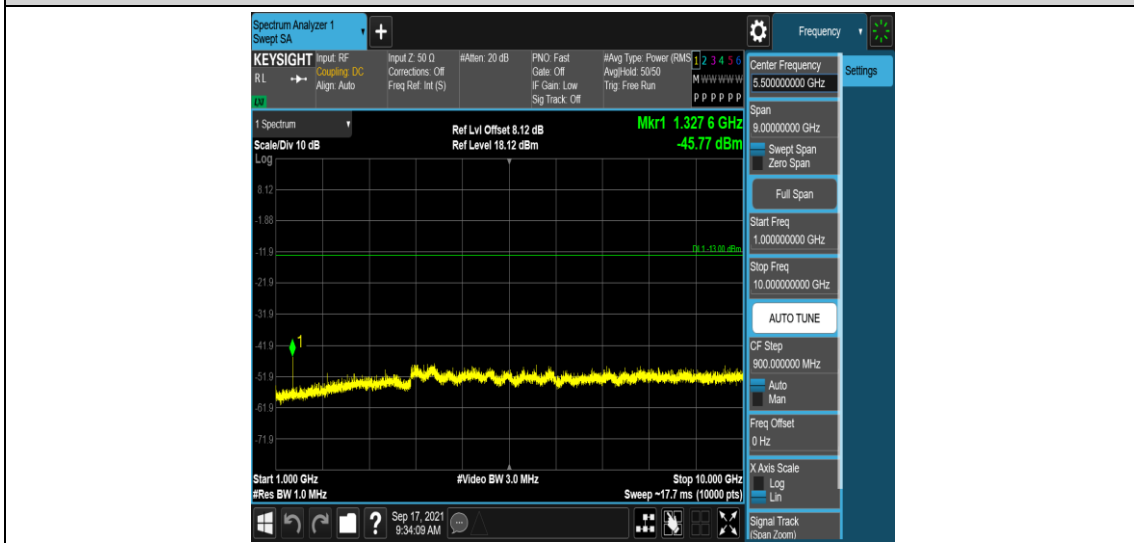 Spectrum Analyzer 1
Swept SA
Frequency
KEYSIGHT
RL
LXI
Input: RF
Coupling: DC
Align: Auto
Input Z: 50 Ω
Corrections: Off
Freq Ref: Int (S)
#Atten: 20 dB
PNO: Fast
Gate: Off
IF Gain: Low
Sig Track: Off
#Avg Type: Power (RMS
Avg|Hold: 50/50
Trig: Free Run
1 2 3 4 5 6
M W W W W W
P P P P P P
1 Spectrum
Scale/Div 10 dB
Ref Lvl Offset 8.12 dB
Ref Level 18.12 dBm
Mkr1 1.327 6 GHz
-45.77 dBm
Log
8.12
-1.88
-11.9
-21.9
-31.9
-41.9
-51.9
-61.9
-71.9
DL1 -13.00 dBm
1
Start 1.000 GHz
#Res BW 1.0 MHz
#Video BW 3.0 MHz
Stop 10.000 GHz
Sweep ~17.7 ms (10000 pts)
Sep 17, 2021
9:34:09 AM
Center Frequency
5.500000000 GHz
Settings
Span
9.00000000 GHz
Swept Span
Zero Span
Full Span
Start Freq
1.000000000 GHz
Stop Freq
10.000000000 GHz
AUTO TUNE
CF Step
900.000000 MHz
Auto
Man
Freq Offset
0 Hz
X Axis Scale
Log
Lin
Signal Track
(Span Zoom)